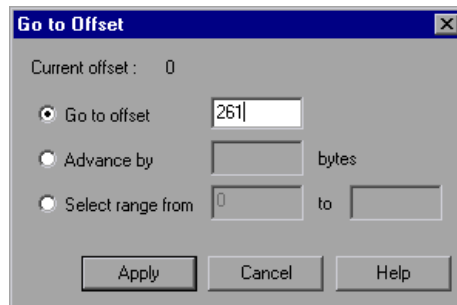 Go to Offset
Current offset : 0
Go to offset 261
Advance by bytes
Select range from 0 to
Apply Cancel Help